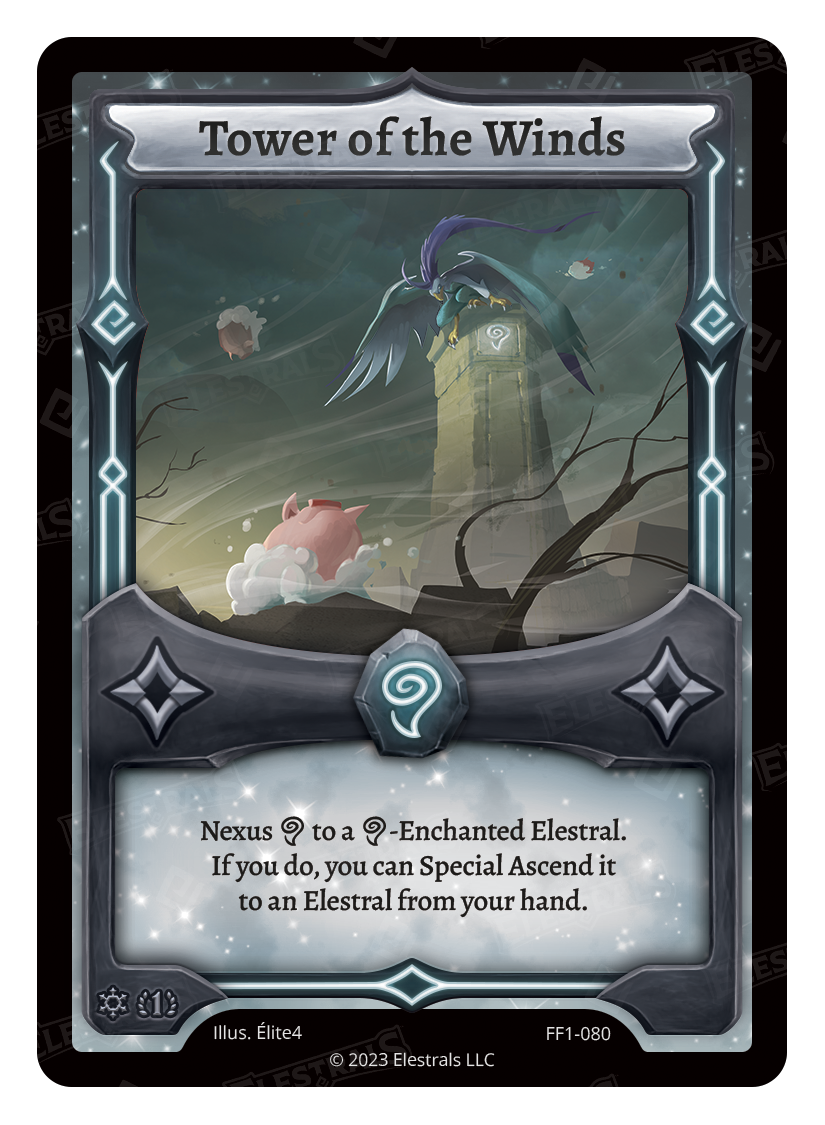 Tower of the Winds
Nexus to a -Enchanted Elestral.
If you do, you can Special Ascend it
to an Elestral from your hand.
1
Illus. Élite4
FF1-080
© 2023 Elestrals LLC